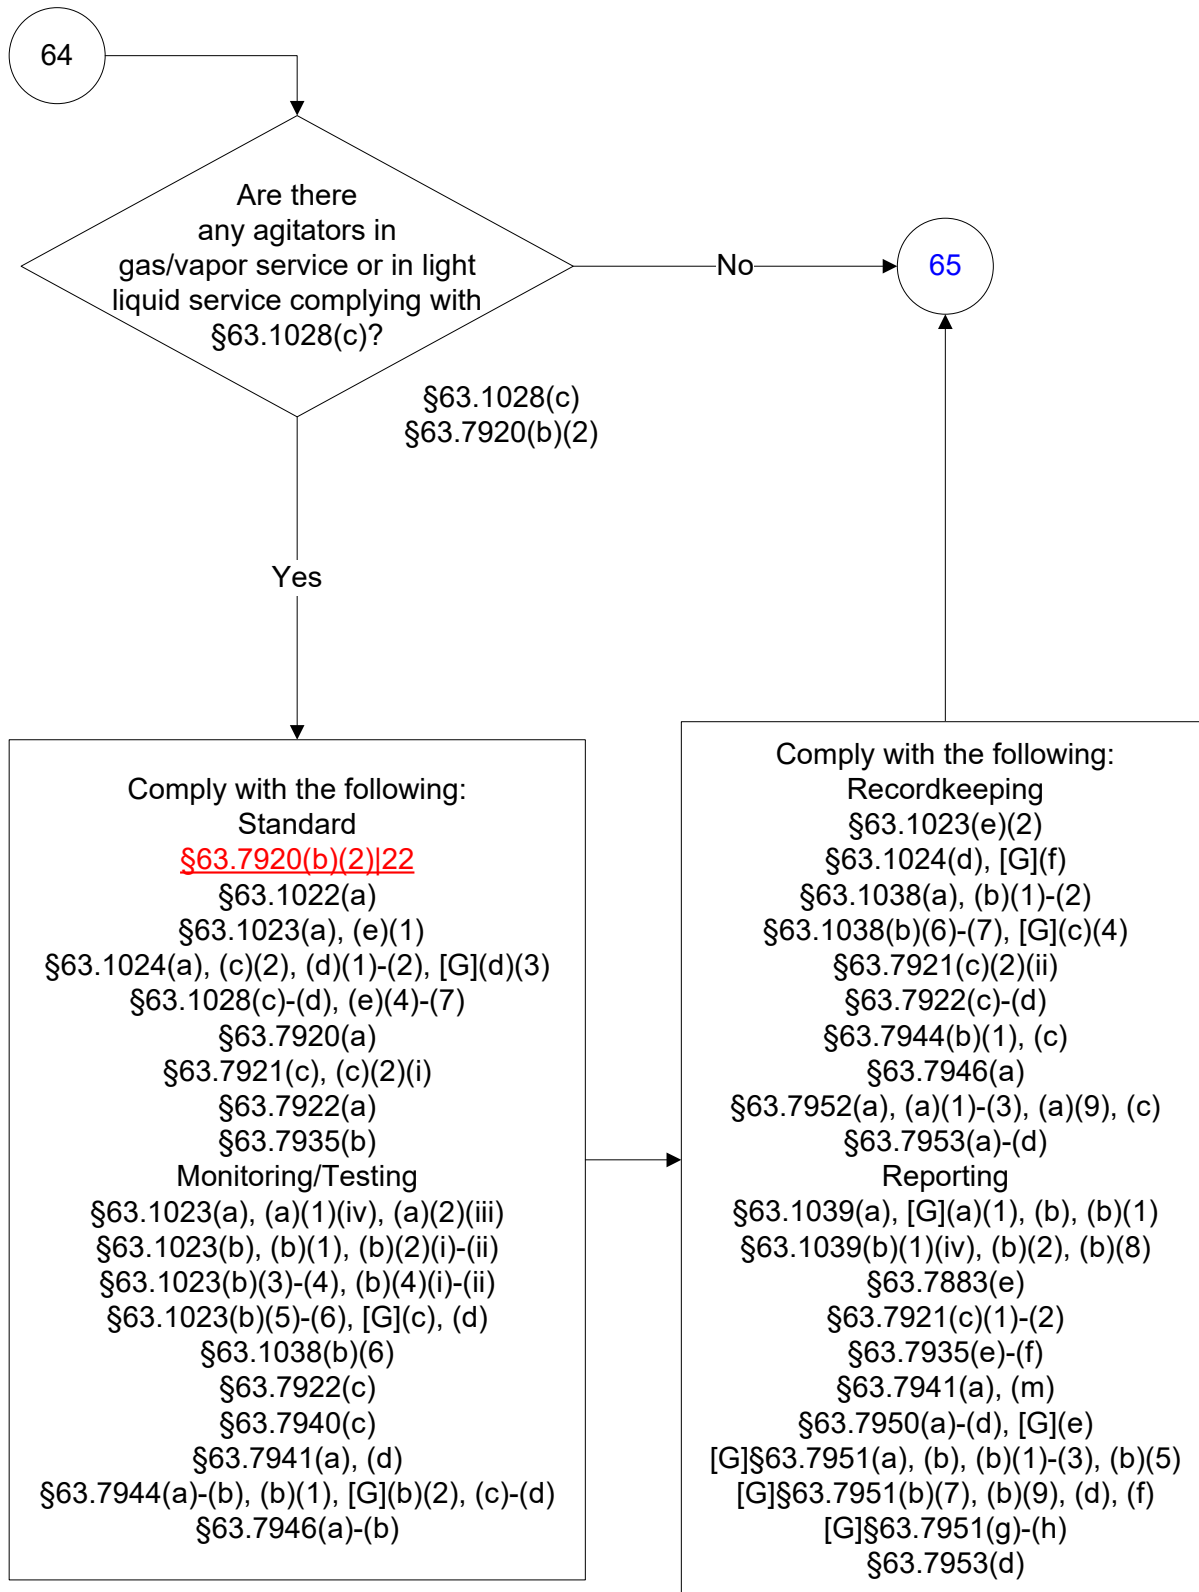 64
Are there
any agitators in
gas/vapor service or in light
liquid service complying with
§63.1028(c)?
No
65
§63.1028(c)
§63.7920(b)(2)
Yes
Comply with the following:
Standard
§63.7920(b)(2)|22
§63.1022(a)
§63.1023(a), (e)(1)
§63.1024(a), (c)(2), (d)(1)-(2), [G](d)(3)
§63.1028(c)-(d), (e)(4)-(7)
§63.7920(a)
§63.7921(c), (c)(2)(i)
§63.7922(a)
§63.7935(b)
Monitoring/Testing
§63.1023(a), (a)(1)(iv), (a)(2)(iii)
§63.1023(b), (b)(1), (b)(2)(i)-(ii)
§63.1023(b)(3)-(4), (b)(4)(i)-(ii)
§63.1023(b)(5)-(6), [G](c), (d)
§63.1038(b)(6)
§63.7922(c)
§63.7940(c)
§63.7941(a), (d)
§63.7944(a)-(b), (b)(1), [G](b)(2), (c)-(d)
§63.7946(a)-(b)
Comply with the following:
Recordkeeping
§63.1023(e)(2)
§63.1024(d), [G](f)
§63.1038(a), (b)(1)-(2)
§63.1038(b)(6)-(7), [G](c)(4)
§63.7921(c)(2)(ii)
§63.7922(c)-(d)
§63.7944(b)(1), (c)
§63.7946(a)
§63.7952(a), (a)(1)-(3), (a)(9), (c)
§63.7953(a)-(d)
Reporting
§63.1039(a), [G](a)(1), (b), (b)(1)
§63.1039(b)(1)(iv), (b)(2), (b)(8)
§63.7883(e)
§63.7921(c)(1)-(2)
§63.7935(e)-(f)
§63.7941(a), (m)
§63.7950(a)-(d), [G](e)
[G]§63.7951(a), (b), (b)(1)-(3), (b)(5)
[G]§63.7951(b)(7), (b)(9), (d), (f)
[G]§63.7951(g)-(h)
§63.7953(d)